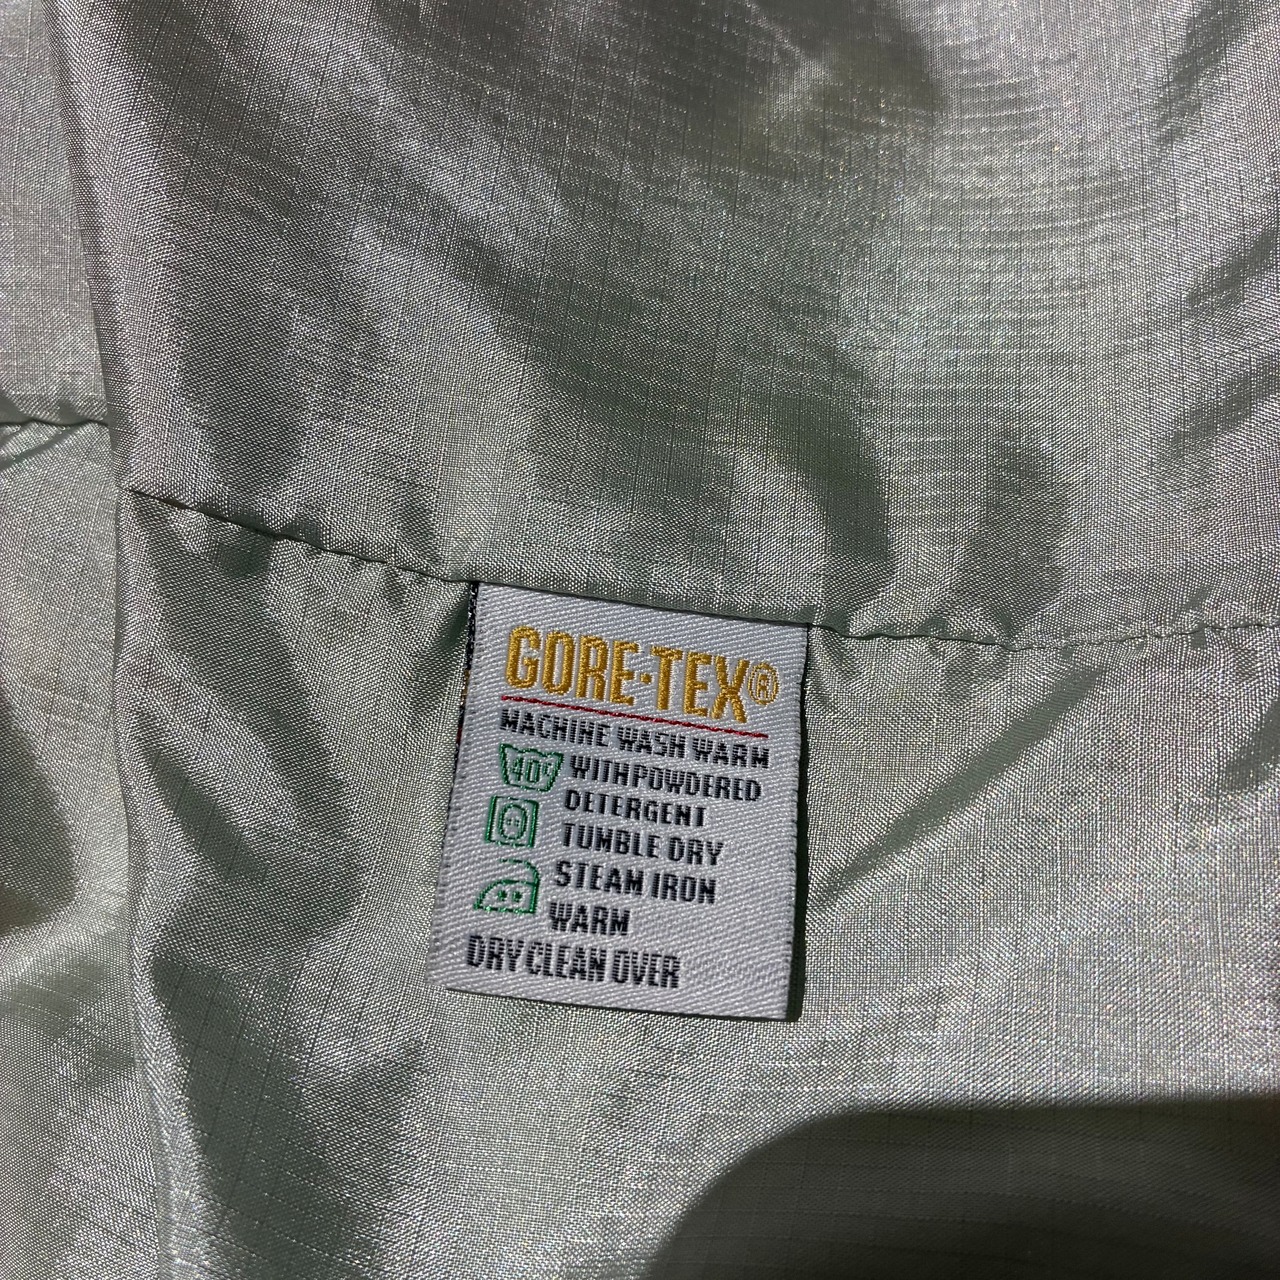 GORE-TEX®
MACHINE WASH WARM
40° WITH POWDERED
DETERGENT
TUMBLE DRY
STEAM IRON
WARM
DRY CLEAN OVER